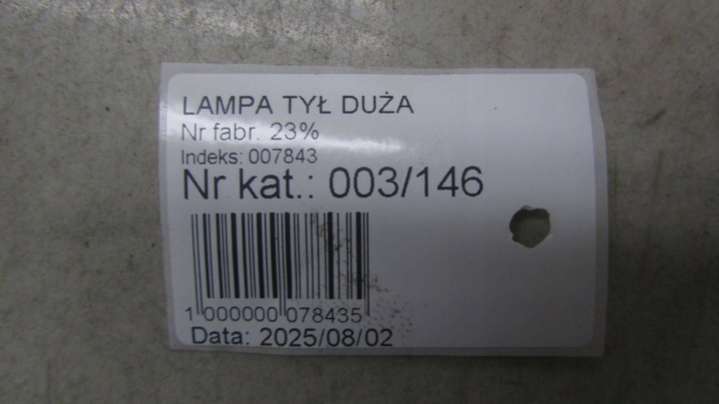 LAMPA TYŁ DUŻA
Nr fabr. 23%
Indeks: 007843
Nr kat.: 003/146
1 000000 078435
Data: 2025/08/02